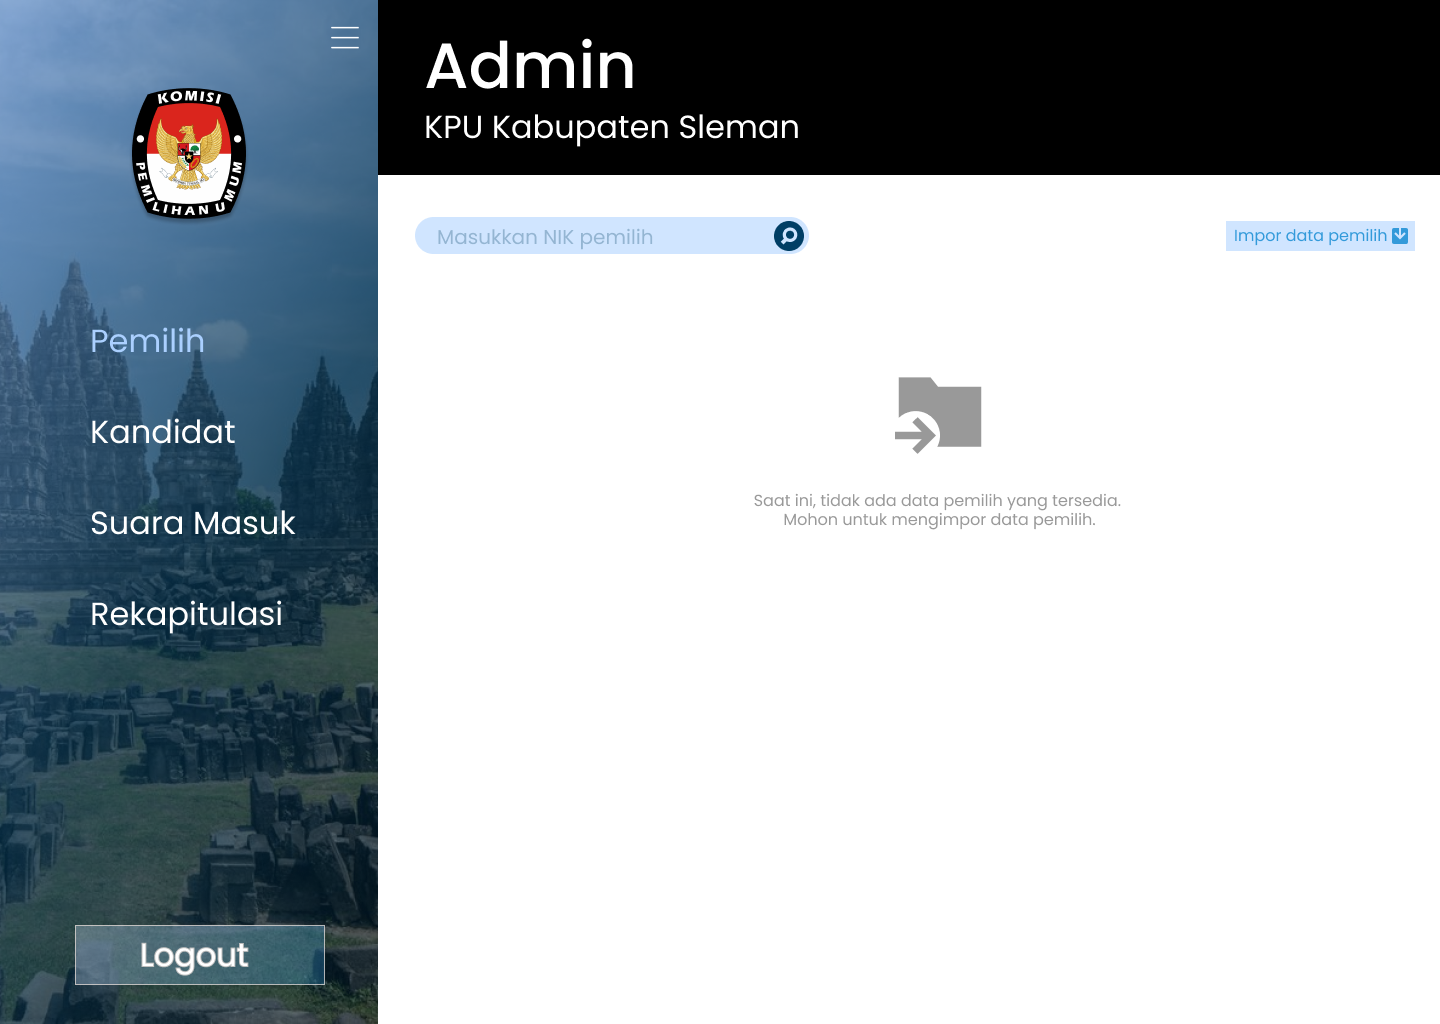 KOMISI
PEMILIHAN UMUM
Pemilih
Kandidat
Suara Masuk
Rekapitulasi
Logout
Admin
KPU Kabupaten Sleman
Masukkan NIK pemilih
Impor data pemilih
Saat ini, tidak ada data pemilih yang tersedia.
Mohon untuk mengimpor data pemilih.